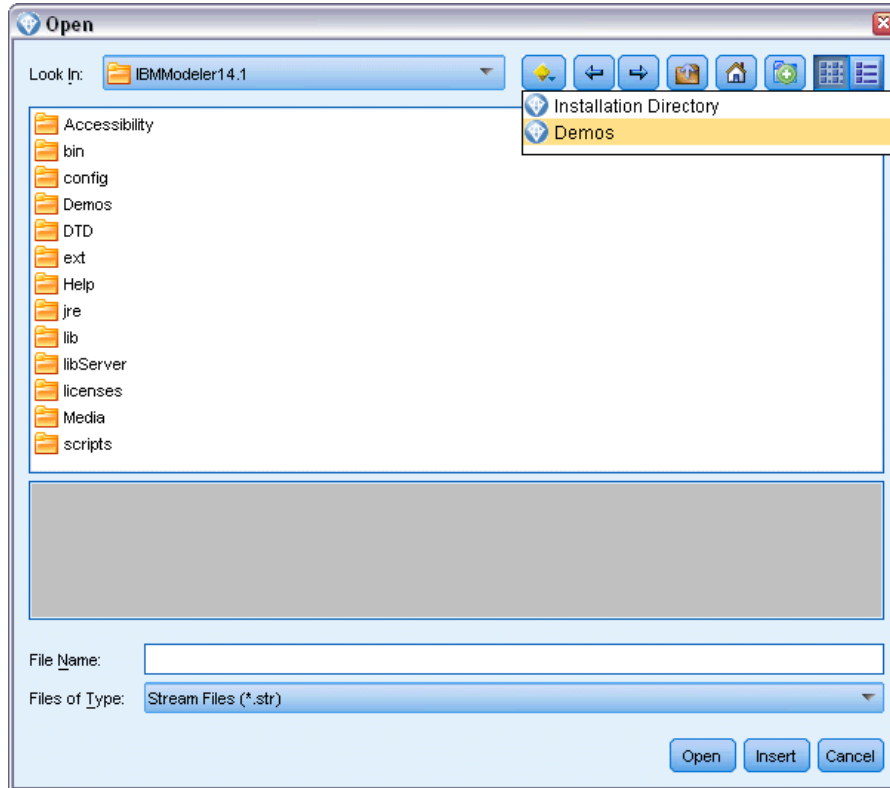 Open
Look In: IBMModeler14.1
Installation Directory
Demos
Accessibility
bin
config
Demos
DTD
ext
Help
jre
lib
libServer
licenses
Media
scripts
File Name:
Files of Type: Stream Files (*.str)
Open Insert Cancel